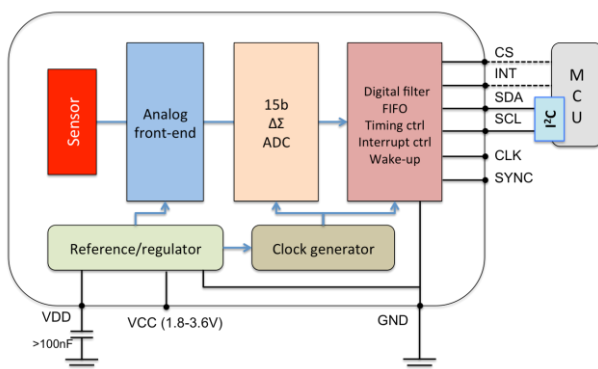 CS
INT
SDA
SCL
CLK
SYNC
M
C
U
I²C
Sensor
Analog
front-end
15b
ΔΣ
ADC
Digital filter
FIFO
Timing ctrl
Interrupt ctrl
Wake-up
Reference/regulator
Clock generator
VDD
VCC (1.8-3.6V)
GND
>100nF